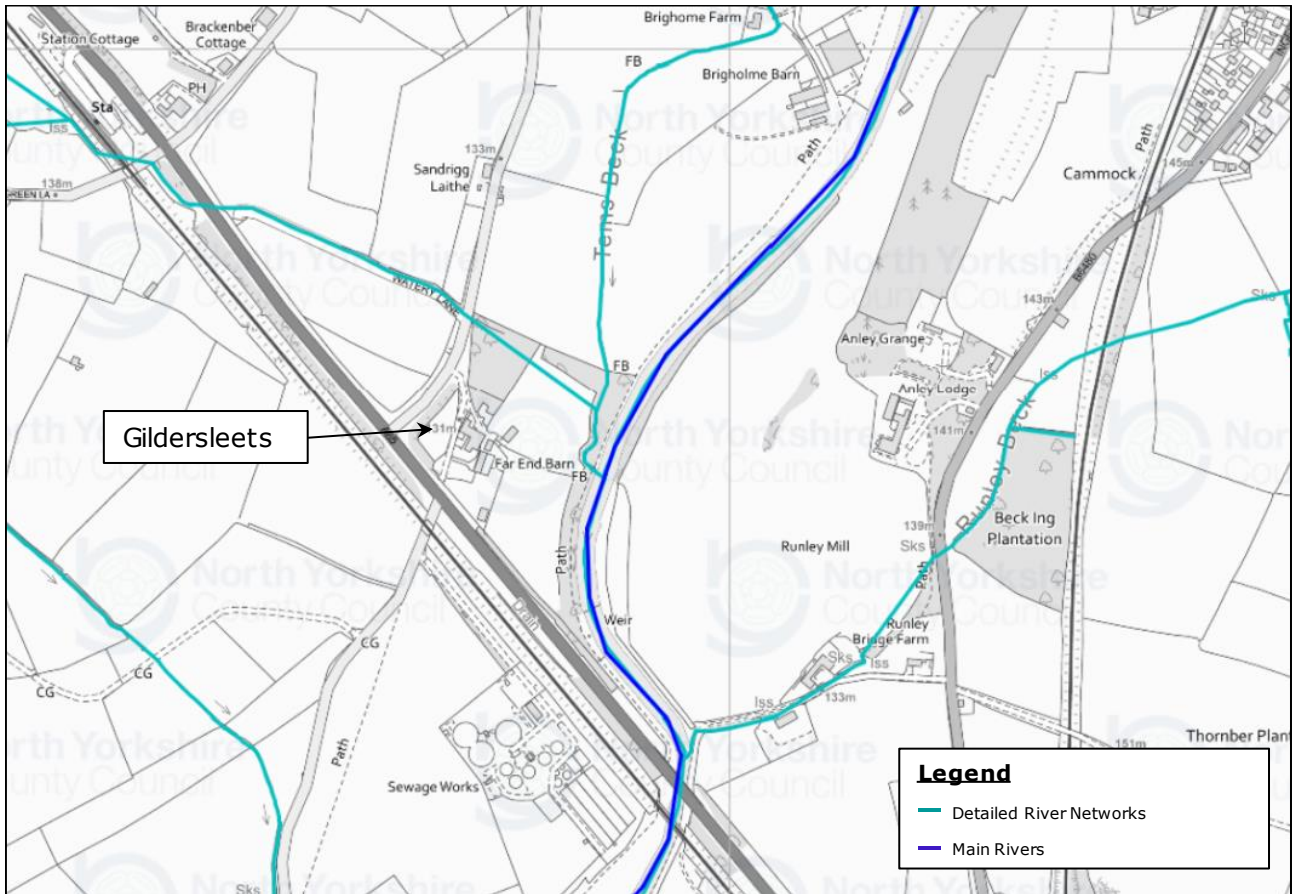 Brighome Farm
Brackenber
Cottage
Station Cottage
FB
Brigholme Barn
PH
Sta
Iss
Path
Path
145m
133m
Sandrigg
Laithe
Cammock
138m
GREEN LA
Tems Beck
B6480
WATERY LANE
143m
Sks
Anley Grange
FB
Iss
Anley Lodge
Gildersleets
31m
141m
Far End Barn
FB
Runley Beck
Beck Ing
Plantation
139m
Sks
Runley Mill
Path
Path
Drain
Weir
Runley
Bridge Farm
CG
Sks
Iss
CG
CG
Iss
133m
Path
151m
Thornber Plant
Sewage Works
Sks
Legend
Detailed River Networks
Main Rivers
North Yorkshire
County Council